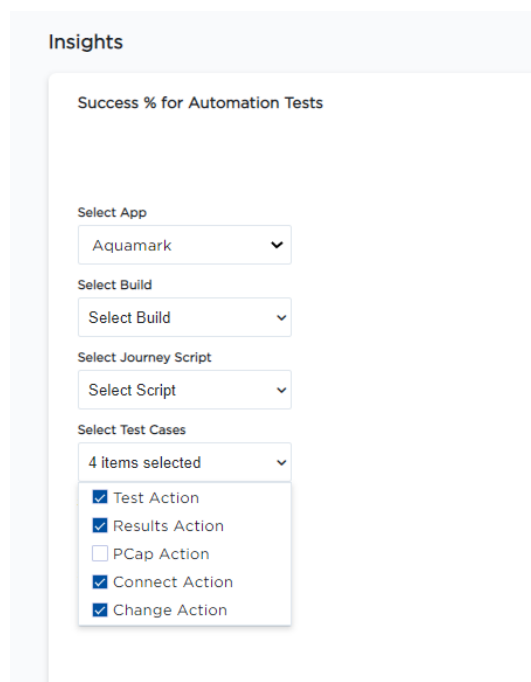 Insights
Success % for Automation Tests
Select App
Aquamark
Select Build
Select Build
Select Journey Script
Select Script
Select Test Cases
4 items selected
Test Action
Results Action
PCap Action
Connect Action
Change Action